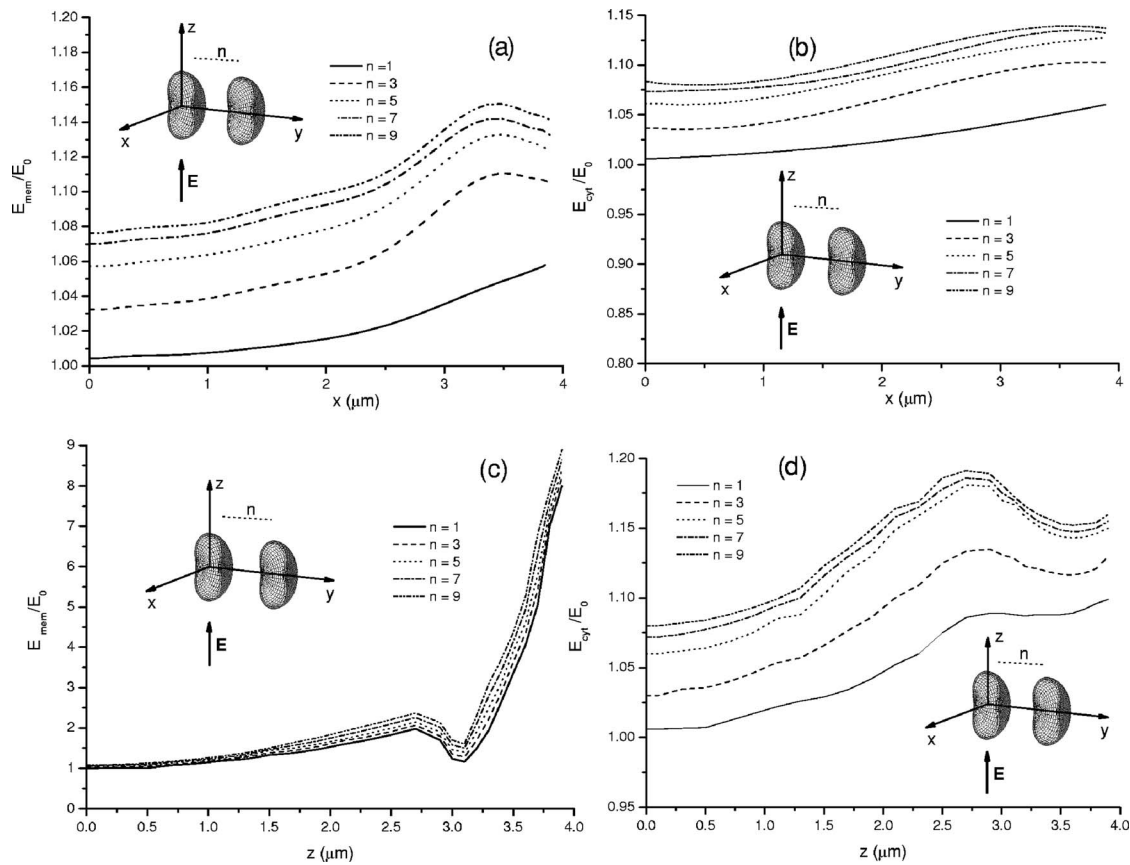 (a)
1.20
1.18
1.16
1.14
1.12
1.10
1.08
1.06
1.04
1.02
1.00
E_mem/E_0
z
n
x
y
E
n = 1
n = 3
n = 5
n = 7
n = 9
0 1 2 3 4
x (μm)
(b)
1.15
1.10
1.05
1.00
0.95
0.90
0.85
0.80
E_cyt/E_0
z
n
x
y
E
n = 1
n = 3
n = 5
n = 7
n = 9
0 1 2 3 4
x (μm)
(c)
9
8
7
6
5
4
3
2
1
0
E_mem/E_0
z
n
x
y
E
n = 1
n = 3
n = 5
n = 7
n = 9
0.0 0.5 1.0 1.5 2.0 2.5 3.0 3.5 4.0
z (μm)
(d)
1.20
1.15
1.10
1.05
1.00
0.95
E_cyt/E_0
n = 1
n = 3
n = 5
n = 7
n = 9
z
n
x
y
E
0.0 0.5 1.0 1.5 2.0 2.5 3.0 3.5 4.0
z (μm)